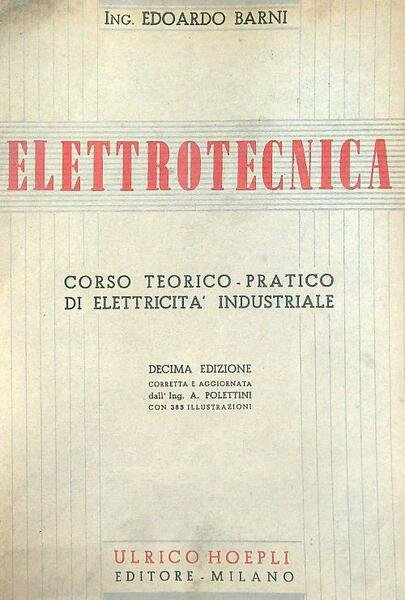 ING. EDOARDO BARNI
ELETTROTECNICA
CORSO TEORICO - PRATICO
DI ELETTRICITA' INDUSTRIALE
DECIMA EDIZIONE
CORRETTA E AGGIORNATA
dall' Ing. A. POLETTINI
CON 385 ILLUSTRAZIONI
ULRICO HOEPLI
EDITORE - MILANO